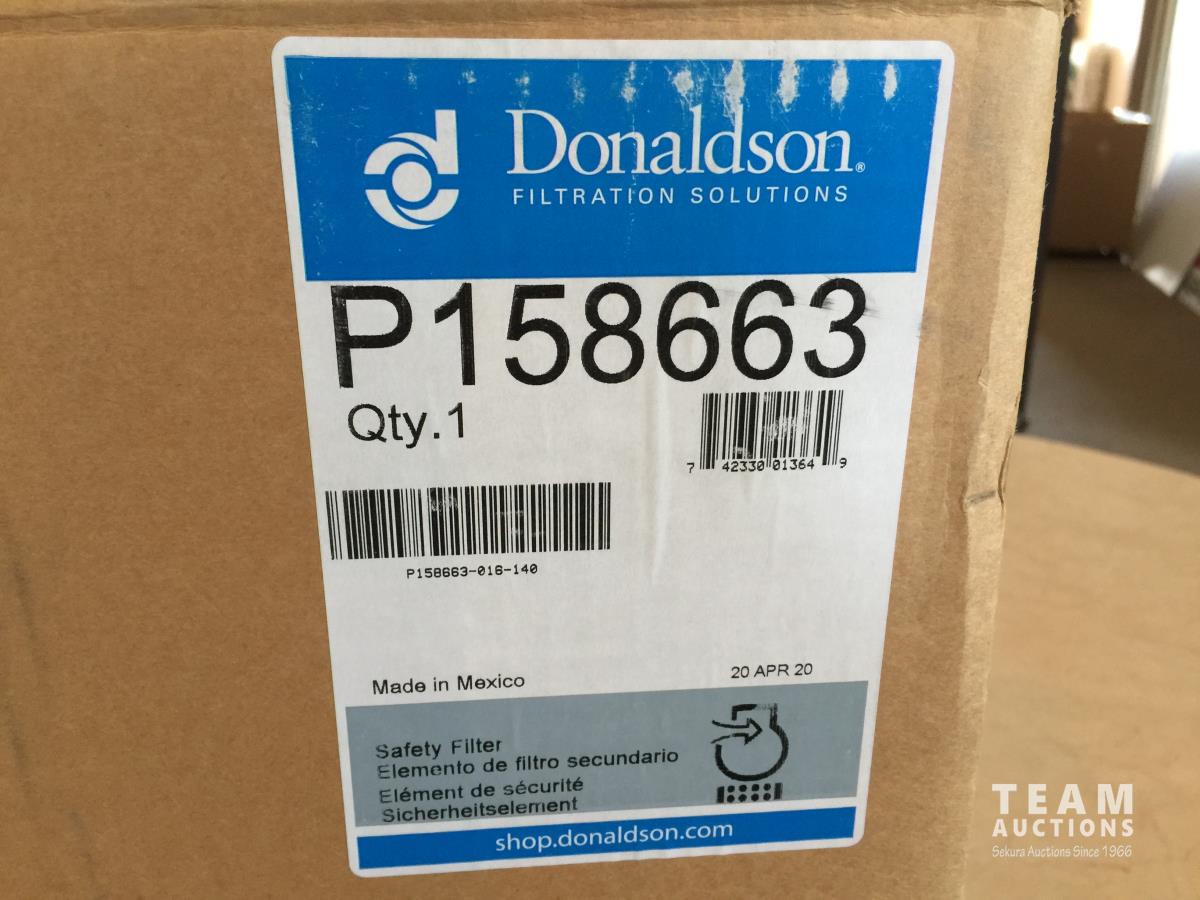 Donaldson®
FILTRATION SOLUTIONS
P158663
Qty.1
7 42330 01364 9
P158663-016-140
Made in Mexico
20 APR 20
Safety Filter
Elemento de filtro secundario
Elément de sécurité
Sicherheitselement
shop.donaldson.com
TEAM
AUCTIONS
Sekura Auctions Since 1966